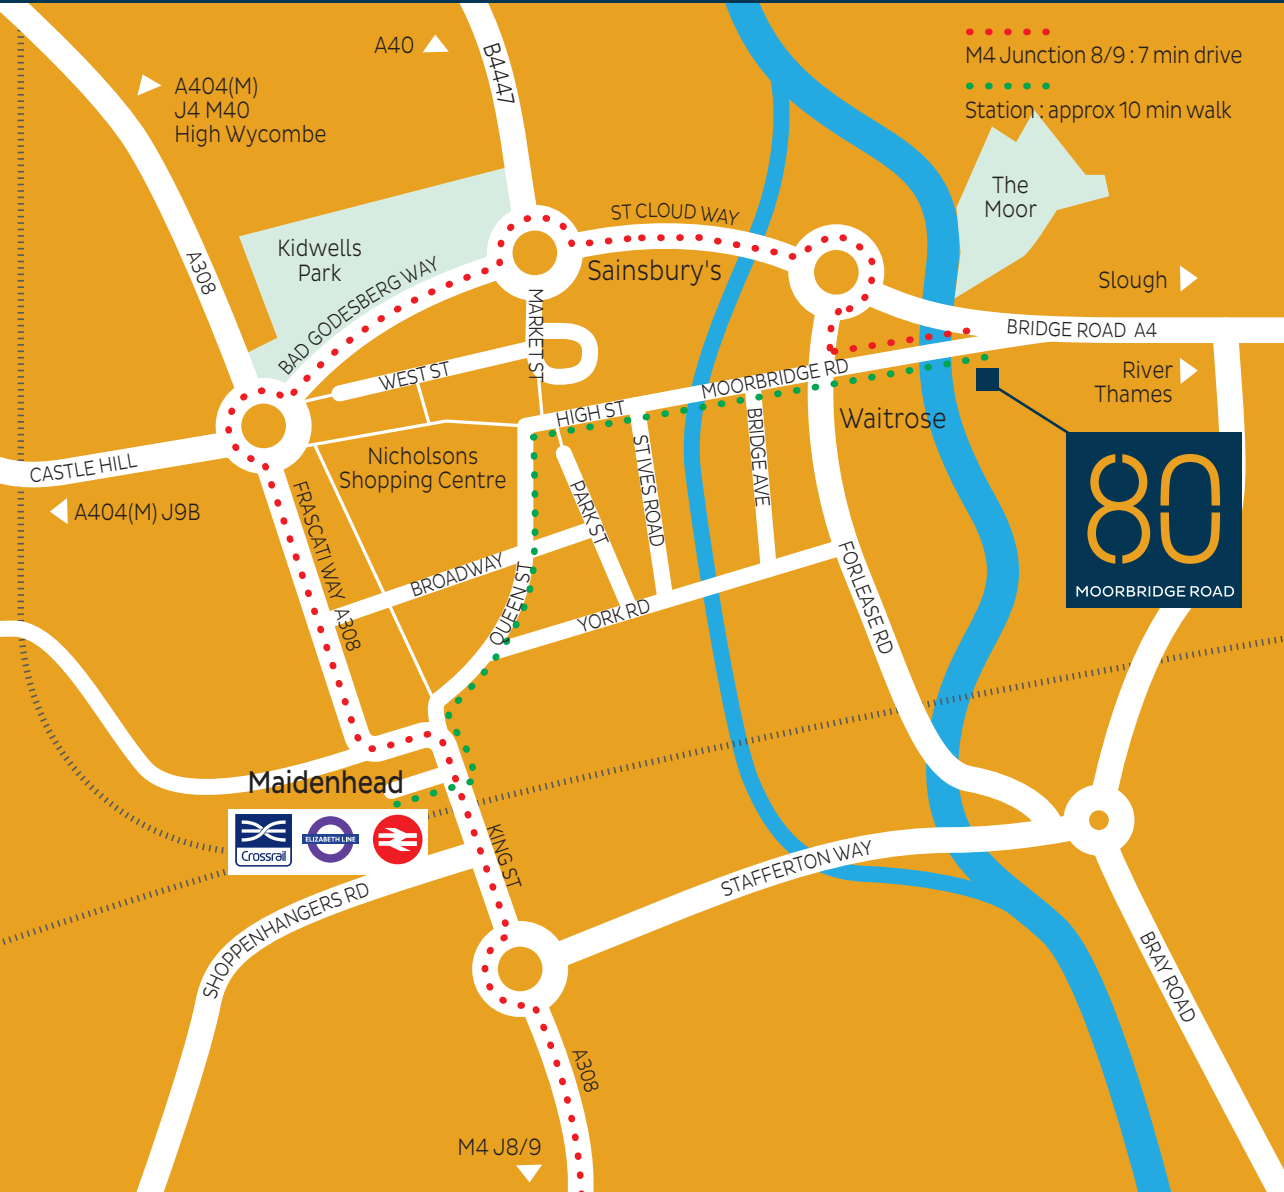 A40
B4447
M4 Junction 8/9 : 7 min drive
Station : approx 10 min walk
A404(M)
J4 M40
High Wycombe
The
Moor
Kidwells
Park
ST CLOUD WAY
Sainsbury's
A308
BAD GODESBERG WAY
MARKET ST
Slough
BRIDGE ROAD A4
River
Thames
WEST ST
HIGH ST
MOORBRIDGE RD
Waitrose
CASTLE HILL
Nicholsons
Shopping Centre
A404(M) J9B
FRASCATI WAY A308
PARK ST
ST IVES ROAD
BRIDGE AVE
80
MOORBRIDGE ROAD
BROADWAY
QUEEN ST
YORK RD
FORLEASE RD
Maidenhead
Crossrail
ELIZABETH LINE
KING ST
STAFFERTON WAY
SHOPPENHANGERS RD
BRAY ROAD
A308
M4 J8/9